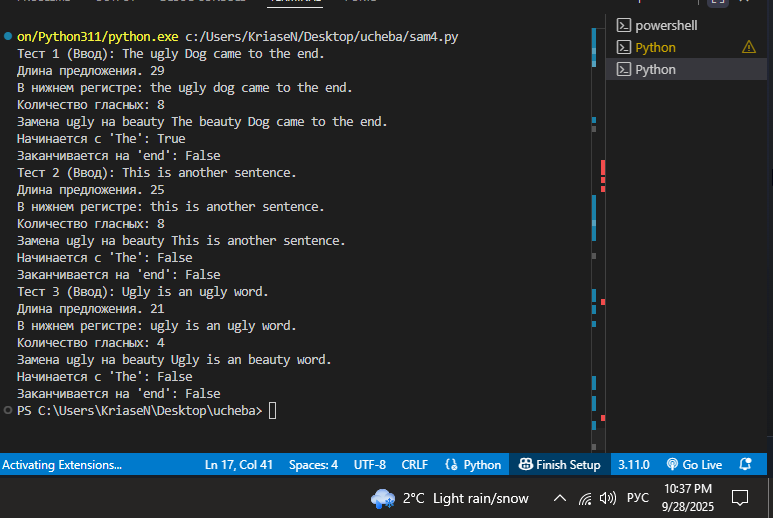 on/Python311/python.exe c:/Users/KriaseN/Desktop/ucheba/sam4.py
Тест 1 (Ввод): The ugly Dog came to the end.
Длина предложения. 29
В нижнем регистре: the ugly dog came to the end.
Количество гласных: 8
Замена ugly на beauty The beauty Dog came to the end.
Начинается с 'The': True
Заканчивается на 'end': False
Тест 2 (Ввод): This is another sentence.
Длина предложения. 25
В нижнем регистре: this is another sentence.
Количество гласных: 8
Замена ugly на beauty This is another sentence.
Начинается с 'The': False
Заканчивается на 'end': False
Тест 3 (Ввод): Ugly is an ugly word.
Длина предложения. 21
В нижнем регистре: ugly is an ugly word.
Количество гласных: 4
Замена ugly на beauty Ugly is an beauty word.
Начинается с 'The': False
Заканчивается на 'end': False
PS C:\Users\KriaseN\Desktop\ucheba>
powershell
Python
Python
Activating Extensions... Ln 17, Col 41 Spaces: 4 UTF-8 CRLF Python Finish Setup 3.11.0 Go Live
2°C Light rain/snow РУС 10:37 PM
9/28/2025